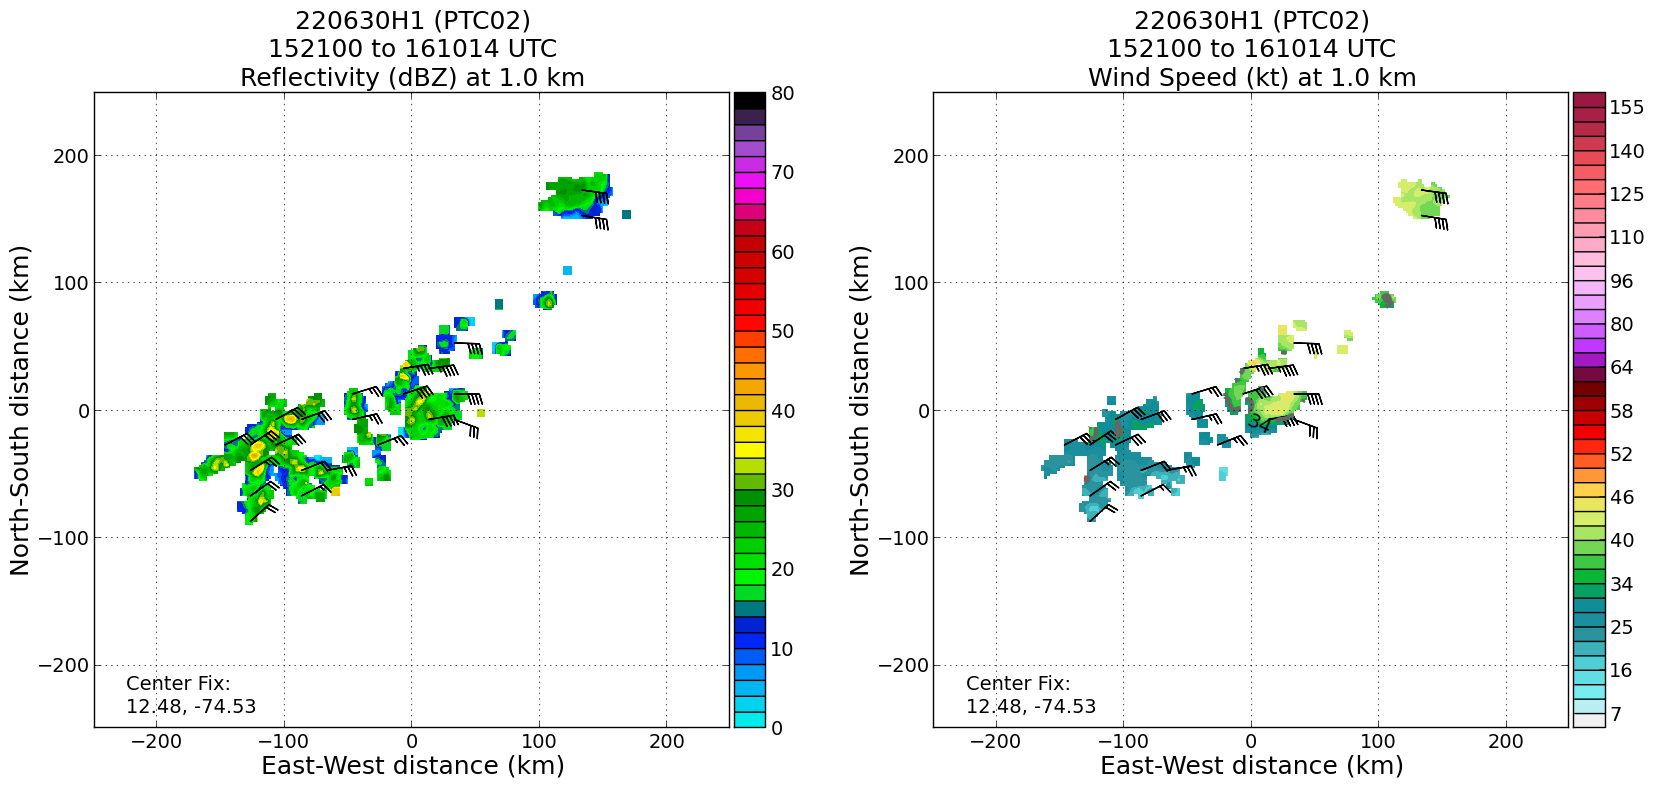 220630H1 (PTC02)
152100 to 161014 UTC
Reflectivity (dBZ) at 1.0 km
North-South distance (km)
200
100
0
−100
−200
Center Fix:
12.48, -74.53
−200 −100 0 100 200
East-West distance (km)
80
70
60
50
40
30
20
10
0
220630H1 (PTC02)
152100 to 161014 UTC
Wind Speed (kt) at 1.0 km
North-South distance (km)
200
100
0
−100
−200
34
Center Fix:
12.48, -74.53
−200 −100 0 100 200
East-West distance (km)
155
140
125
110
96
80
64
58
52
46
40
34
25
16
7